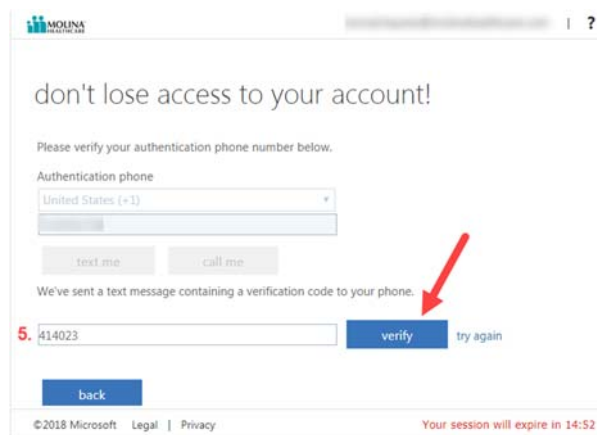 MOLINA
HEALTHCARE
| ?
don't lose access to your account!
Please verify your authentication phone number below.
Authentication phone
United States (+1)
text me call me
We've sent a text message containing a verification code to your phone.
5. 414023 verify try again
back
©2018 Microsoft Legal | Privacy Your session will expire in 14:52